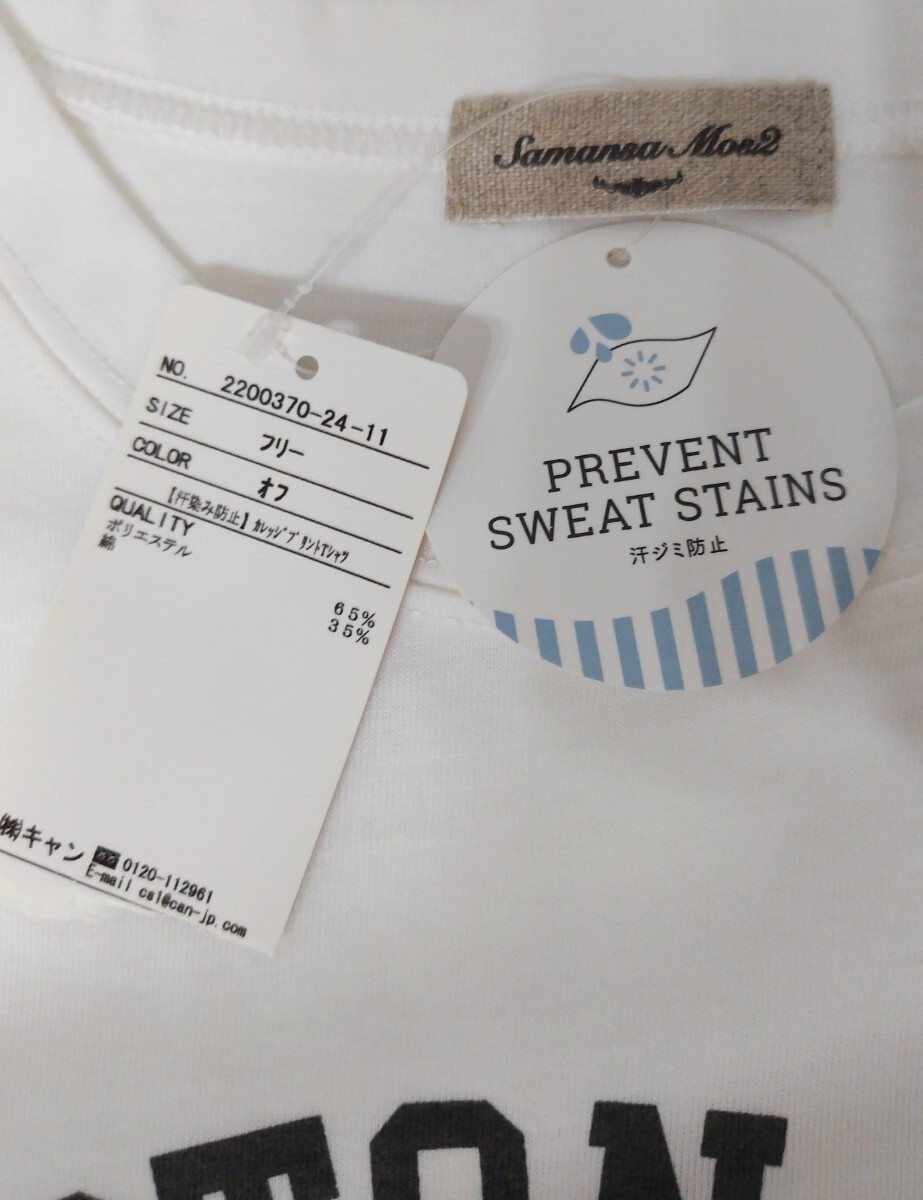 Samansa Mos2
NO. 2200370-24-11
SIZE フリー
COLOR オフ
【汗染み防止】ｶﾚｯｼﾞﾌﾟﾘﾝﾄTｼｬﾂ
QUALITY
ポリエステル 65%
綿 35%
㈱キャン 0120-112961
E-mail cs1@can-jp.com
PREVENT
SWEAT STAINS
汗ジミ防止
TON